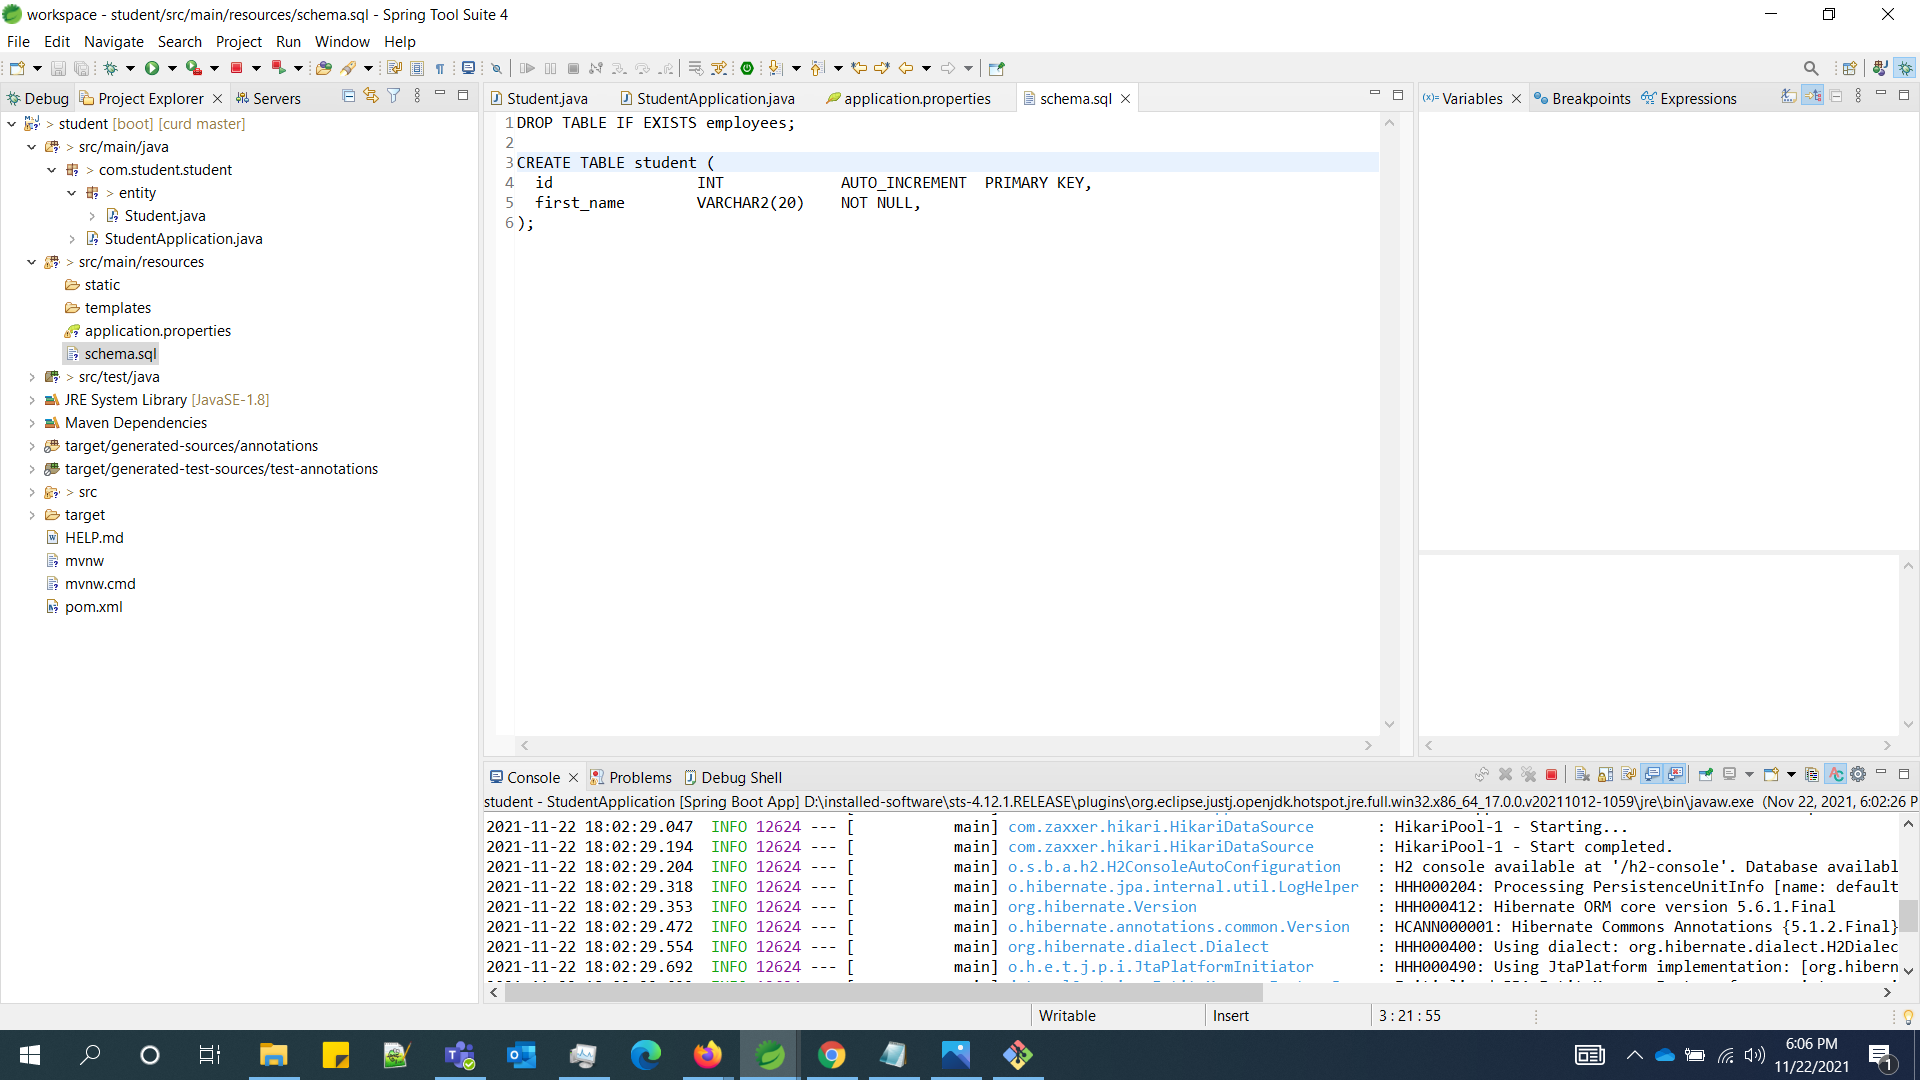 workspace - student/src/main/resources/schema.sql - Spring Tool Suite 4
File Edit Navigate Search Project Run Window Help
Debug Project Explorer Servers
> student [boot] [curd master]
> src/main/java
> com.student.student
> entity
Student.java
StudentApplication.java
> src/main/resources
static
templates
application.properties
schema.sql
> src/test/java
JRE System Library [JavaSE-1.8]
Maven Dependencies
target/generated-sources/annotations
target/generated-test-sources/test-annotations
> src
target
HELP.md
mvnw
mvnw.cmd
pom.xml
Student.java StudentApplication.java application.properties schema.sql
1 DROP TABLE IF EXISTS employees;
2
3 CREATE TABLE student (
4 id INT AUTO_INCREMENT PRIMARY KEY,
5 first_name VARCHAR2(20) NOT NULL,
6 );
(x)= Variables Breakpoints Expressions
Console Problems Debug Shell
student - StudentApplication [Spring Boot App] D:\installed-software\sts-4.12.1.RELEASE\plugins\org.eclipse.justj.openjdk.hotspot.jre.full.win32.x86_64_17.0.0.v20211012-1059\jre\bin\javaw.exe (Nov 22, 2021, 6:02:26 P
2021-11-22 18:02:29.047 INFO 12624 --- [ main] com.zaxxer.hikari.HikariDataSource : HikariPool-1 - Starting...
2021-11-22 18:02:29.194 INFO 12624 --- [ main] com.zaxxer.hikari.HikariDataSource : HikariPool-1 - Start completed.
2021-11-22 18:02:29.204 INFO 12624 --- [ main] o.s.b.a.h2.H2ConsoleAutoConfiguration : H2 console available at '/h2-console'. Database availabl
2021-11-22 18:02:29.318 INFO 12624 --- [ main] o.hibernate.jpa.internal.util.LogHelper : HHH000204: Processing PersistenceUnitInfo [name: default
2021-11-22 18:02:29.353 INFO 12624 --- [ main] org.hibernate.Version : HHH000412: Hibernate ORM core version 5.6.1.Final
2021-11-22 18:02:29.472 INFO 12624 --- [ main] o.hibernate.annotations.common.Version : HCANN000001: Hibernate Commons Annotations {5.1.2.Final}
2021-11-22 18:02:29.554 INFO 12624 --- [ main] org.hibernate.dialect.Dialect : HHH000400: Using dialect: org.hibernate.dialect.H2Dialec
2021-11-22 18:02:29.692 INFO 12624 --- [ main] o.h.e.t.j.p.i.JtaPlatformInitiator : HHH000490: Using JtaPlatform implementation: [org.hibern
Writable Insert 3 : 21 : 55
6:06 PM
11/22/2021
1